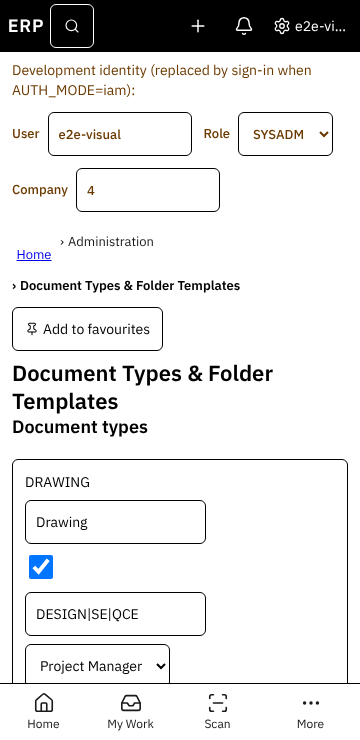 ERP
e2e-vi...
Development identity (replaced by sign-in when
AUTH_MODE=iam):
User e2e-visual Role SYSADM
Company 4
› Administration
Home
› Document Types & Folder Templates
Add to favourites
Document Types & Folder
Templates
Document types
DRAWING
Drawing
DESIGN|SE|QCE
Project Manager
Home My Work Scan More